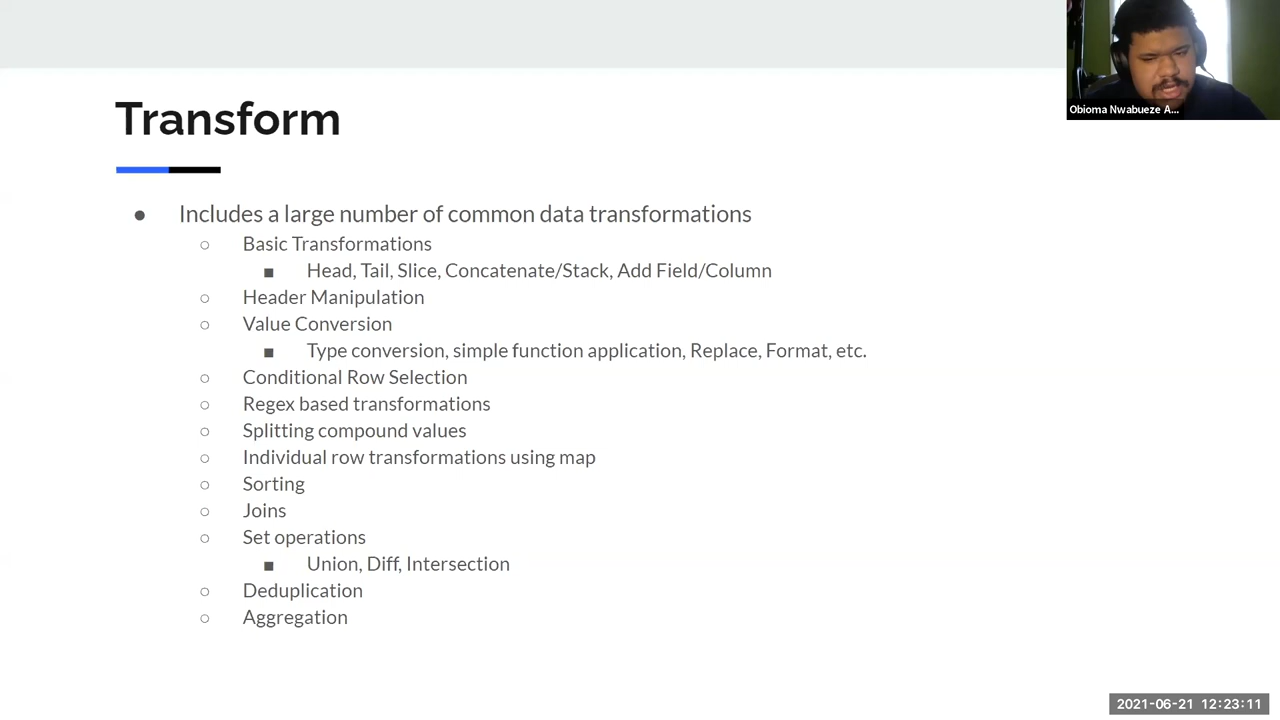 Transform
Obioma Nwabueze A...
● Includes a large number of common data transformations
○ Basic Transformations
■ Head, Tail, Slice, Concatenate/Stack, Add Field/Column
○ Header Manipulation
○ Value Conversion
■ Type conversion, simple function application, Replace, Format, etc.
○ Conditional Row Selection
○ Regex based transformations
○ Splitting compound values
○ Individual row transformations using map
○ Sorting
○ Joins
○ Set operations
■ Union, Diff, Intersection
○ Deduplication
○ Aggregation
2021-06-21 12:23:11